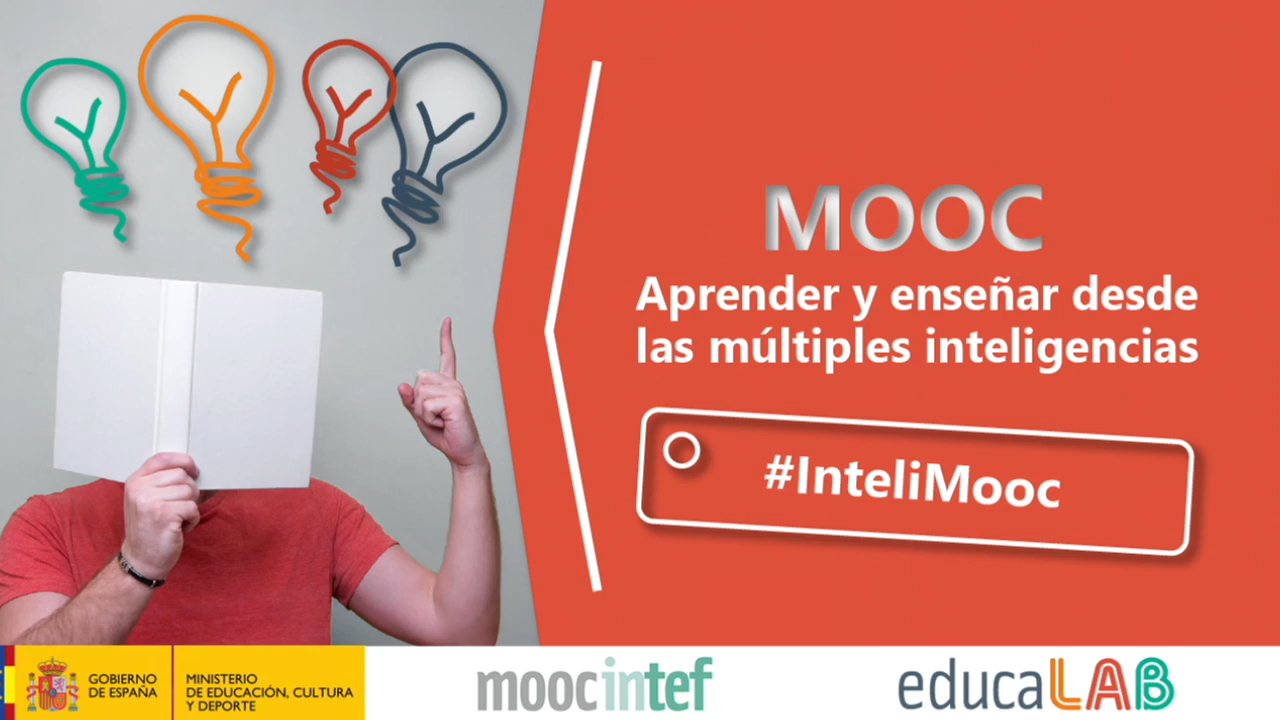 MOOC
Aprender y enseñar desde
las múltiples inteligencias
#InteliMooc
GOBIERNO
DE ESPAÑA
MINISTERIO
DE EDUCACIÓN, CULTURA
Y DEPORTE
moocintef
educaLAB